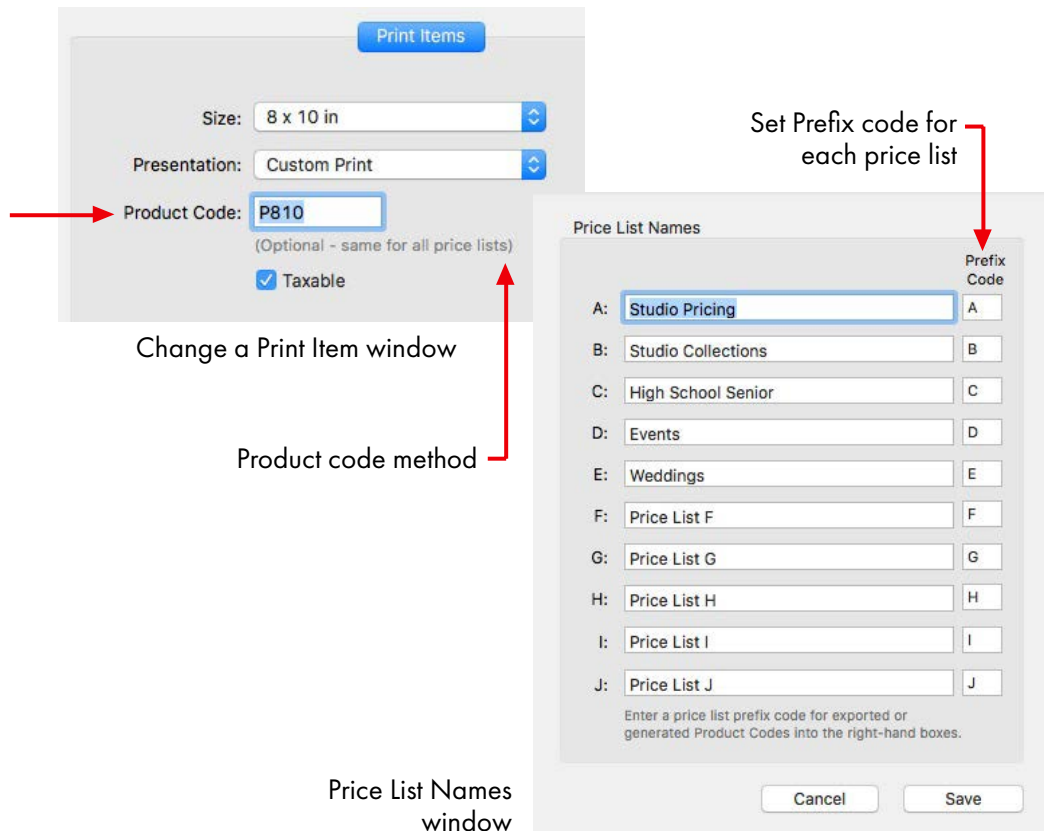 Print Items
Size: 8 x 10 in
Presentation: Custom Print
Product Code: P810
(Optional - same for all price lists)
Taxable
Change a Print Item window
Product code method
Set Prefix code for
each price list
Price List Names
Prefix
Code
A: Studio Pricing A
B: Studio Collections B
C: High School Senior C
D: Events D
E: Weddings E
F: Price List F F
G: Price List G G
H: Price List H H
I: Price List I I
J: Price List J J
Enter a price list prefix code for exported or
generated Product Codes into the right-hand boxes.
Cancel Save
Price List Names
window